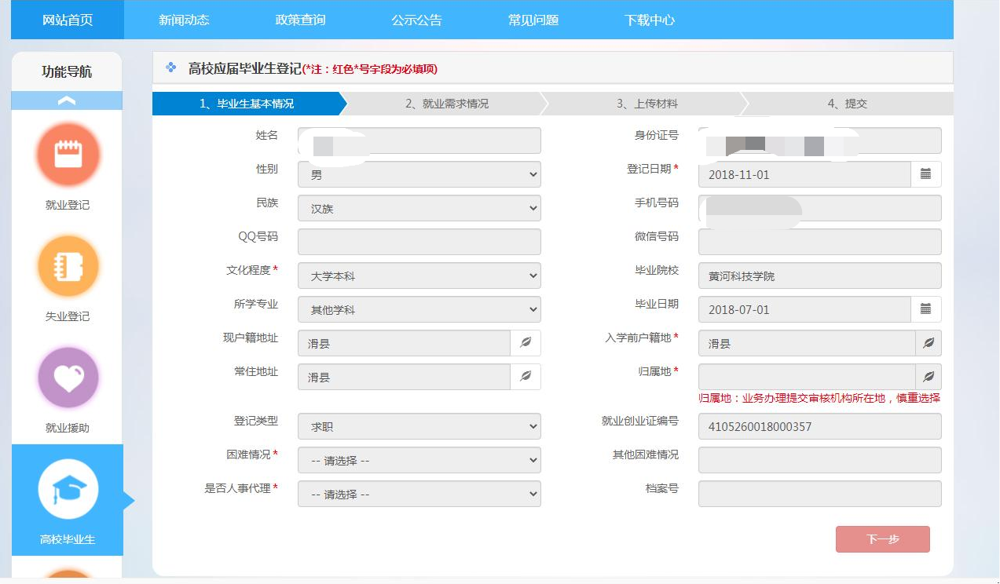 网站首页 新闻动态 政策查询 公示公告 常见问题 下载中心
功能导航
就业登记
失业登记
就业援助
高校毕业生
高校应届毕业生登记(*注：红色*号字段为必填项)
1、毕业生基本情况 2、就业需求情况 3、上传材料 4、提交
姓名 身份证号
性别 男 登记日期* 2018-11-01
民族 汉族 手机号码
QQ号码 微信号码
文化程度* 大学本科 毕业院校 黄河科技学院
所学专业 其他学科 毕业日期 2018-07-01
现户籍地址 滑县 入学前户籍地* 滑县
常住地址 滑县 归属地*
归属地：业务办理提交审核机构所在地，慎重选择
登记类型 求职 就业创业证编号 4105260018000357
困难情况* -- 请选择 -- 其他困难情况
是否人事代理* -- 请选择 -- 档案号
下一步